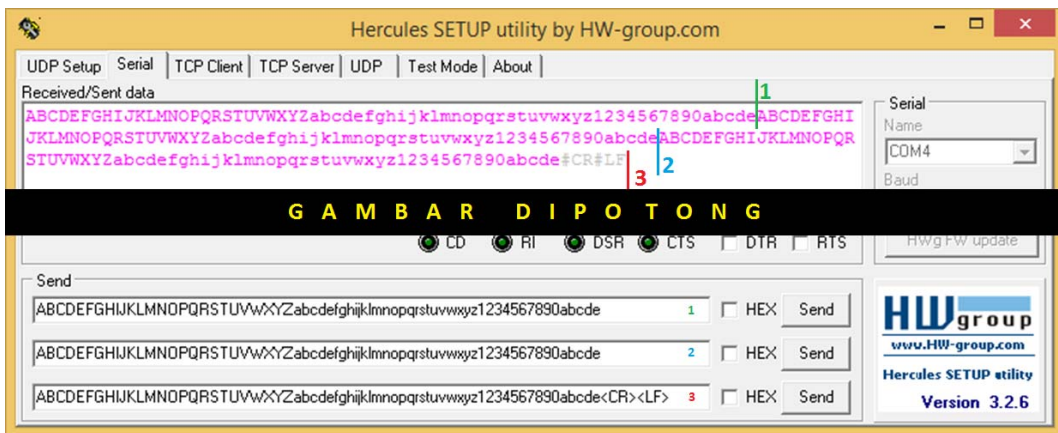 Hercules SETUP utility by HW-group.com
UDP Setup Serial TCP Client TCP Server UDP Test Mode About
Received/Sent data
1
ABCDEFGHIJKLMNOPQRSTUVWXYZabcdefghijklmnopqrstuvwxyz1234567890abcdeABCDEFGHI
JKLMNOPQRSTUVWXYZabcdefghijklmnopqrstuvwxyz1234567890abcdeABCDEFGHIJKLMNOPQR
STUVWXYZabcdefghijklmnopqrstuvwxyz1234567890abcde#CR#LF
2
3
Serial
Name
COM4
Baud
GAMBAR DIPOTONG
CD RI DSR CTS DTR RTS
HWg FW update
Send
ABCDEFGHIJKLMNOPQRSTUVWXYZabcdefghijklmnopqrstuvwxyz1234567890abcde 1 HEX Send
ABCDEFGHIJKLMNOPQRSTUVWXYZabcdefghijklmnopqrstuvwxyz1234567890abcde 2 HEX Send
ABCDEFGHIJKLMNOPQRSTUVWXYZabcdefghijklmnopqrstuvwxyz1234567890abcde<CR><LF> 3 HEX Send
HW group
www.HW-group.com
Hercules SETUP utility
Version 3.2.6